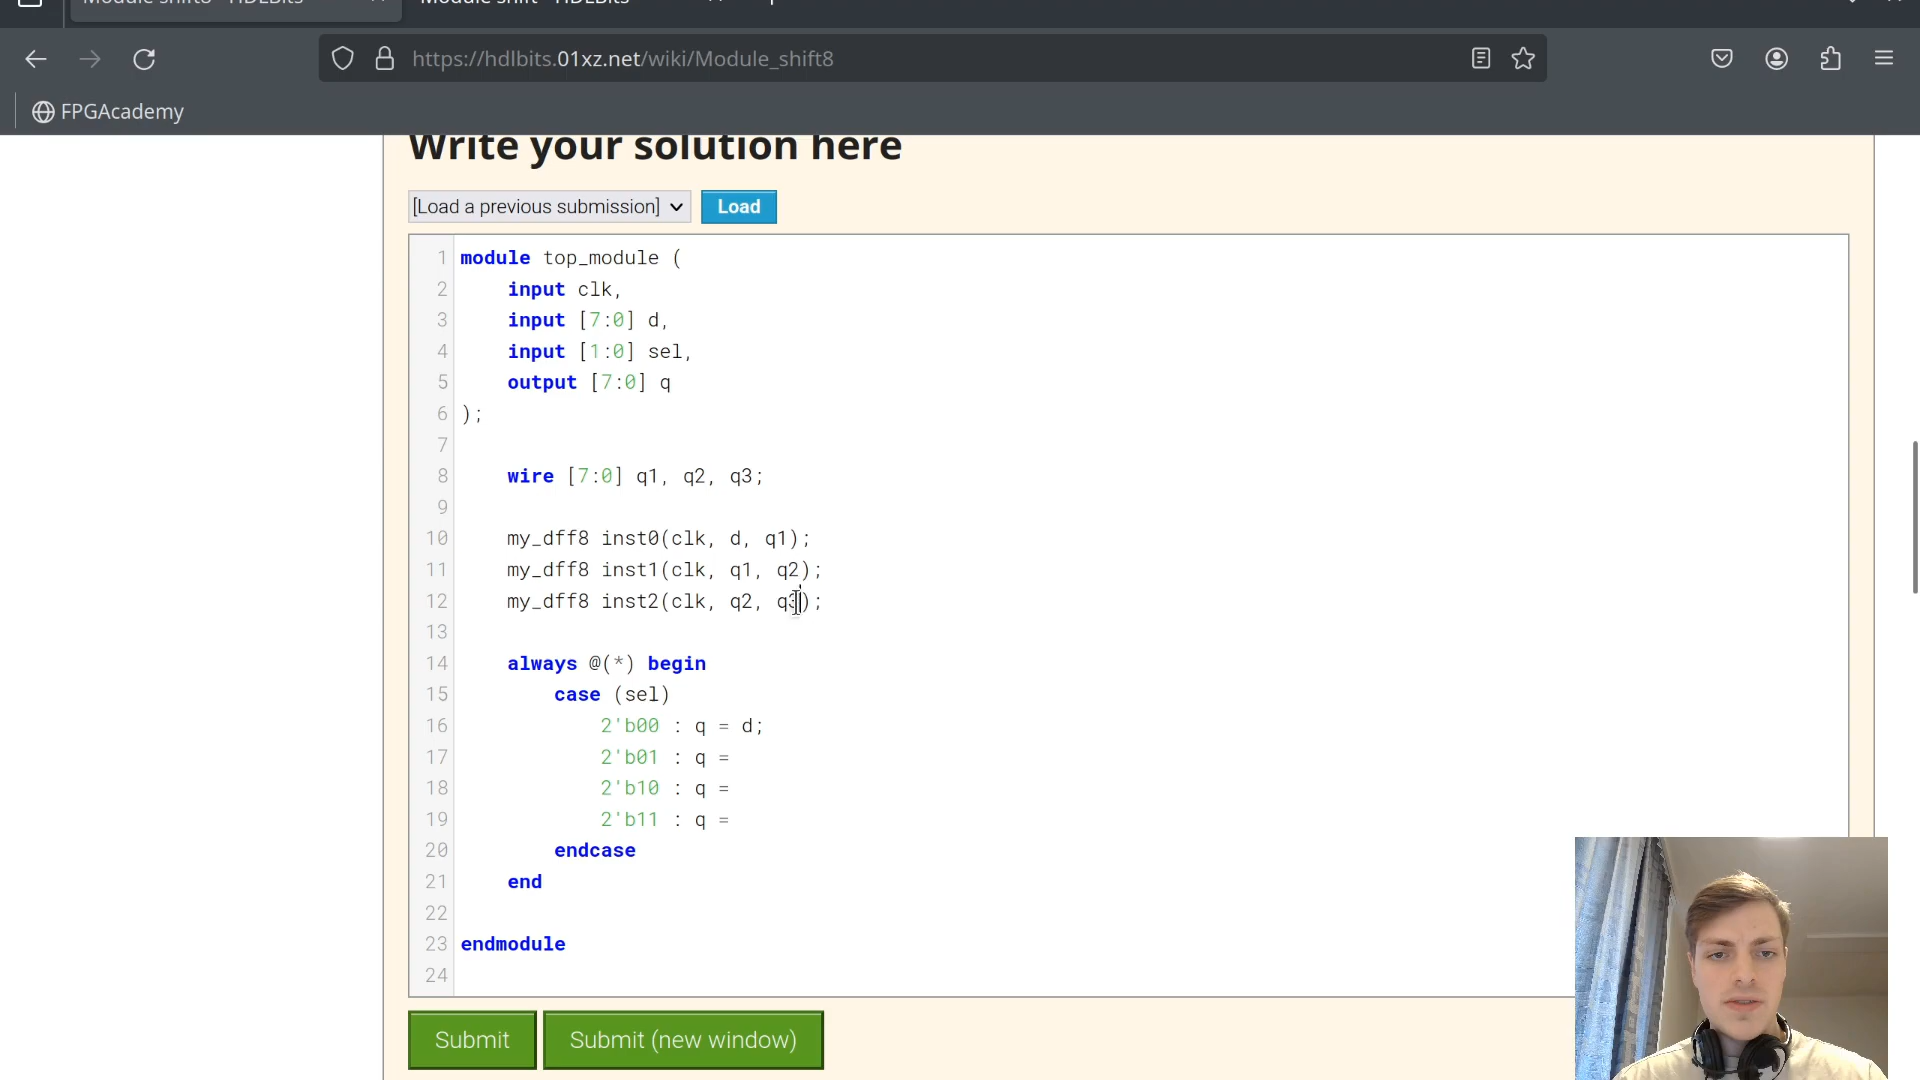 https://hdlbits.01xz.net/wiki/Module_shift8
FPGAcademy
Write your solution here
[Load a previous submission]
Load
1 module top_module (
2 input clk,
3 input [7:0] d,
4 input [1:0] sel,
5 output [7:0] q
6 );
7
8 wire [7:0] q1, q2, q3;
9
10 my_dff8 inst0(clk, d, q1);
11 my_dff8 inst1(clk, q1, q2);
12 my_dff8 inst2(clk, q2, q3);
13
14 always @(*) begin
15 case (sel)
16 2'b00 : q = d;
17 2'b01 : q =
18 2'b10 : q =
19 2'b11 : q =
20 endcase
21 end
22
23 endmodule
24
Submit
Submit (new window)